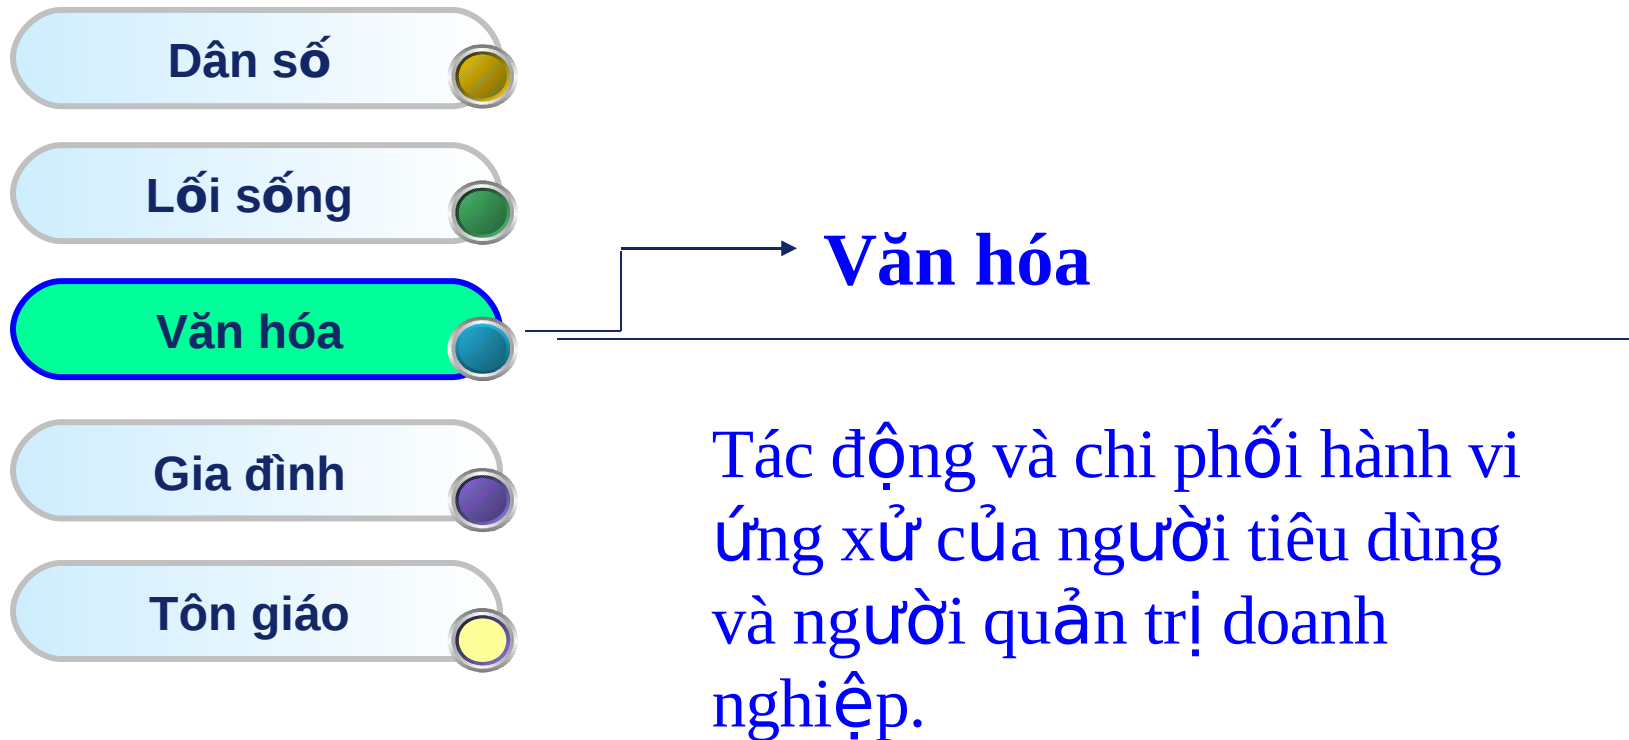 Dân số
Lối sống
Văn hóa
Gia đình
Tôn giáo
Văn hóa
Tác động và chi phối hành vi
ứng xử của người tiêu dùng
và người quản trị doanh
nghiệp.